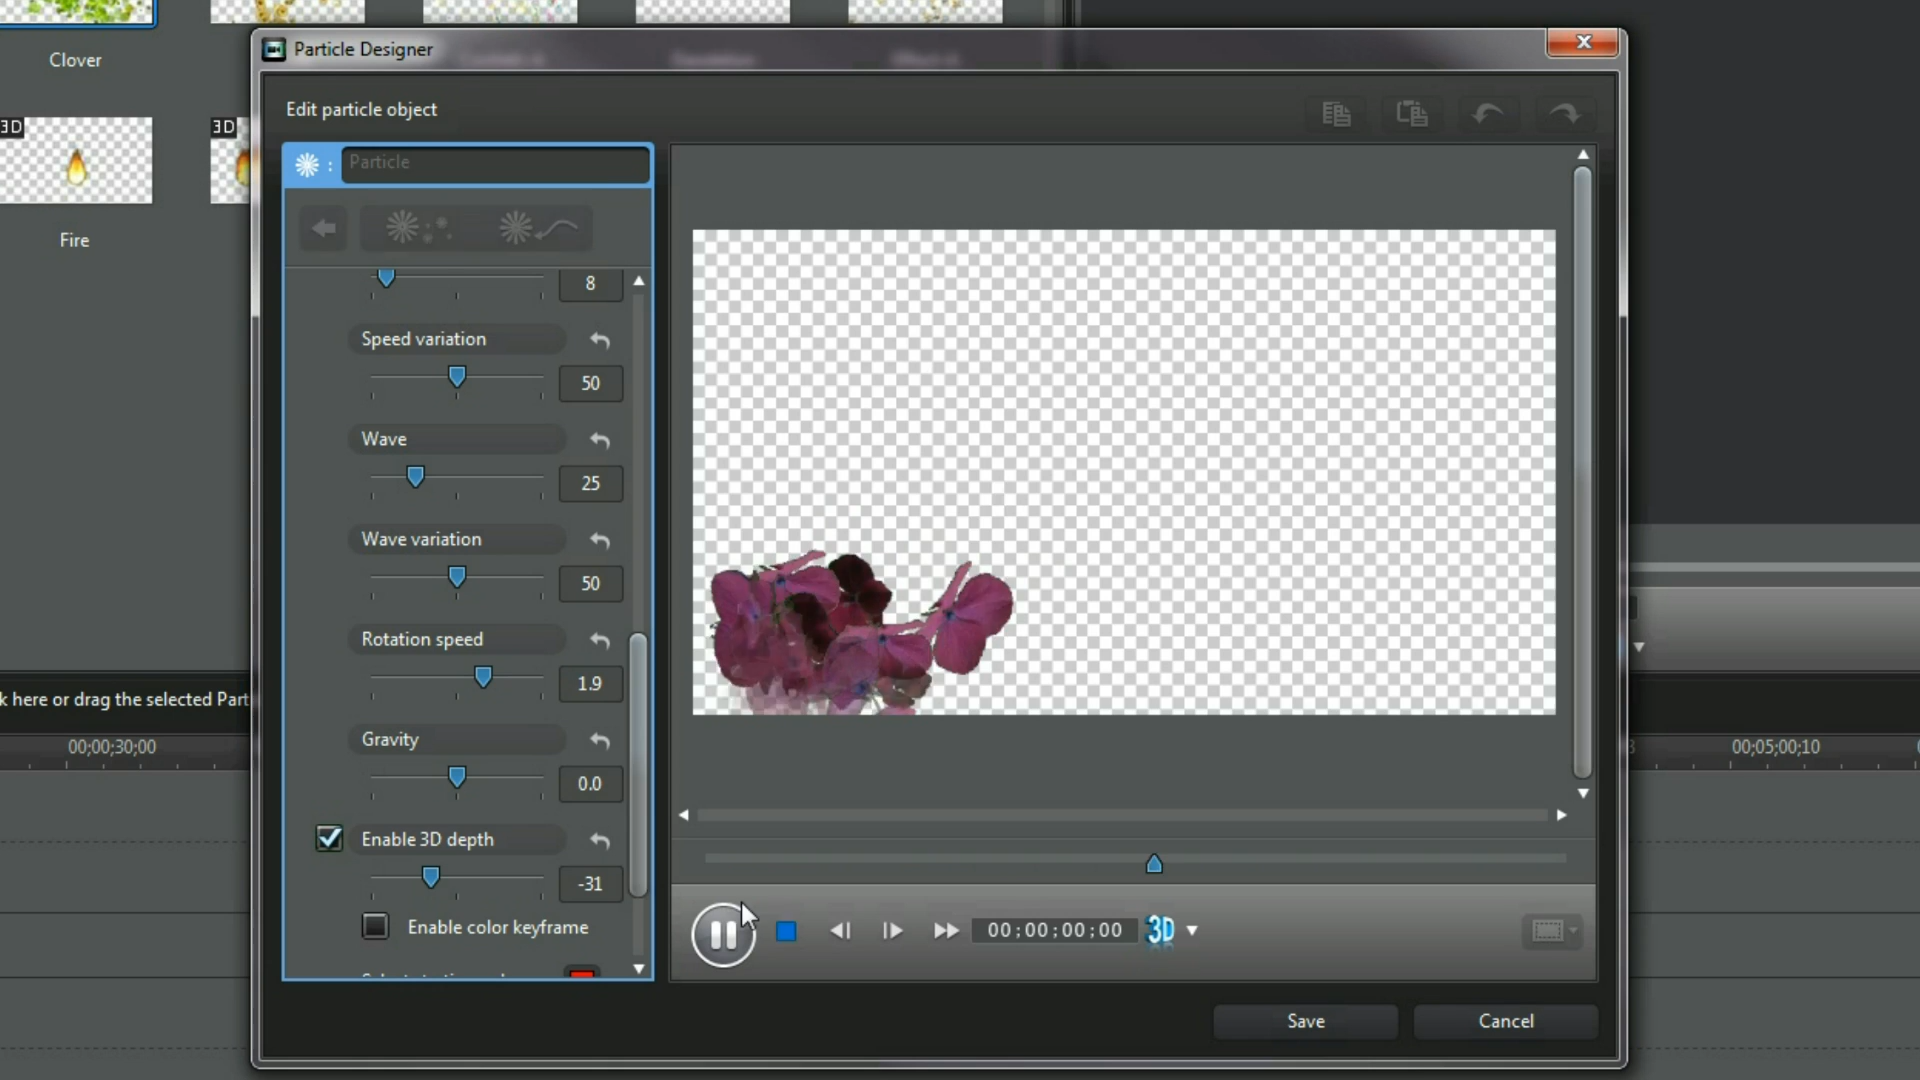 Clover
3D
3D
Fire
Particle Designer
Edit particle object
Particle
8
Speed variation
50
Wave
25
Wave variation
50
Rotation speed
1.9
Gravity
0.0
Enable 3D depth
-31
Enable color keyframe
k here or drag the selected Part
00;00;30;00
00;05;00;10
00;00;00;00
3D
Save
Cancel